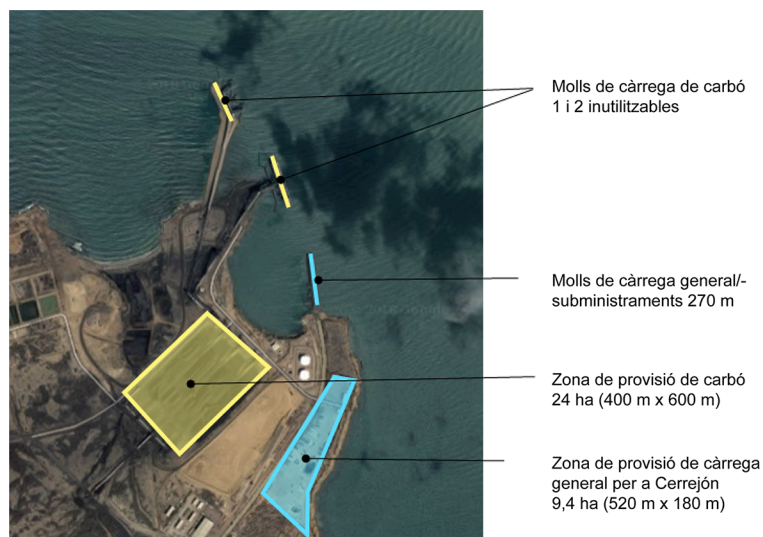 Molls de càrrega de carbó
1 i 2 inutilitzables
Molls de càrrega general/-
subministraments 270 m
Zona de provisió de carbó
24 ha (400 m x 600 m)
Zona de provisió de càrrega
general per a Cerrejón
9,4 ha (520 m x 180 m)